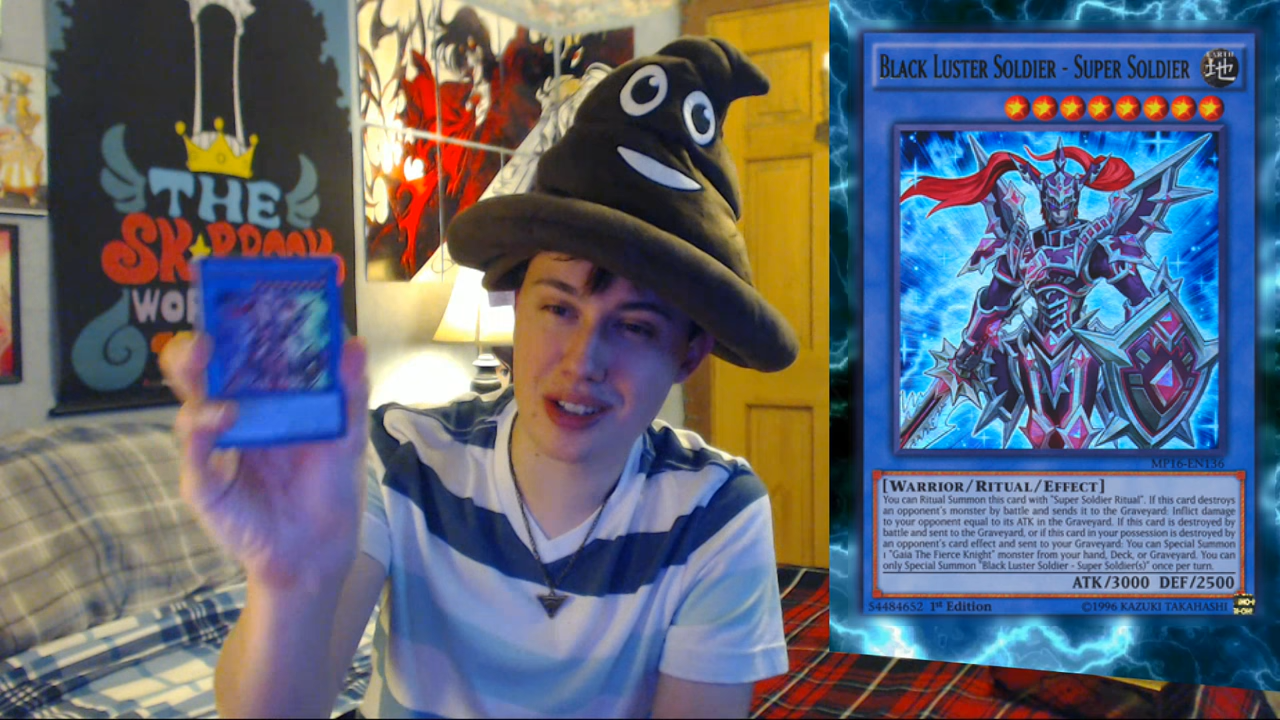 THE
WOR
BLACK LUSTER SOLDIER - SUPER SOLDIER
EARTH
地
MP16-EN136
[WARRIOR/RITUAL/EFFECT]
You can Ritual Summon this card with "Super Soldier Ritual". If this card destroys
an opponent's monster by battle and sends it to the Graveyard: Inflict damage
to your opponent equal to its ATK in the Graveyard. If this card is destroyed by
battle and sent to the Graveyard, or if this card in your possession is destroyed by
an opponent's card effect and sent to your Graveyard: You can Special Summon
1 "Gaia The Fierce Knight" monster from your hand, Deck, or Graveyard. You can
only Special Summon "Black Luster Soldier - Super Soldier(s)" once per turn.
ATK/3000 DEF/2500
54484652 1st Edition ©1996 KAZUKI TAKAHASHI